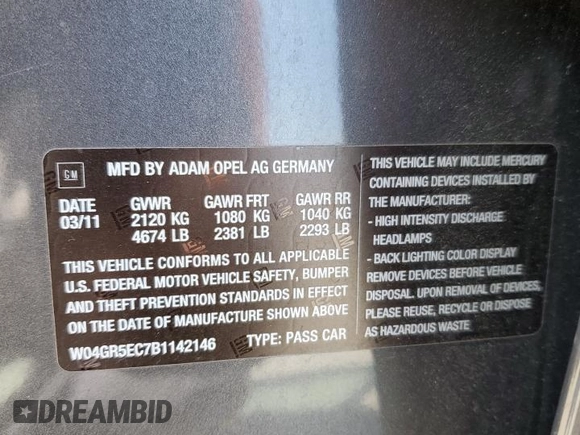 GM
MFD BY ADAM OPEL AG GERMANY
DATE GVWR GAWR FRT GAWR RR
03/11 2120 KG 1080 KG 1040 KG
4674 LB 2381 LB 2293 LB
THIS VEHICLE CONFORMS TO ALL APPLICABLE
U.S. FEDERAL MOTOR VEHICLE SAFETY, BUMPER
AND THEFT PREVENTION STANDARDS IN EFFECT
ON THE DATE OF MANUFACTURE SHOWN ABOVE
W04GR5EC7B1142146 TYPE: PASS CAR
THIS VEHICLE MAY INCLUDE MERCURY
CONTAINING DEVICES INSTALLED BY
THE MANUFACTURER:
- HIGH INTENSITY DISCHARGE
HEADLAMPS
- BACK LIGHTING COLOR DISPLAY
REMOVE DEVICES BEFORE VEHICLE
DISPOSAL. UPON REMOVAL OF DEVICES,
PLEASE REUSE, RECYCLE OR DISPOSE
AS HAZARDOUS WASTE
DREAMBID